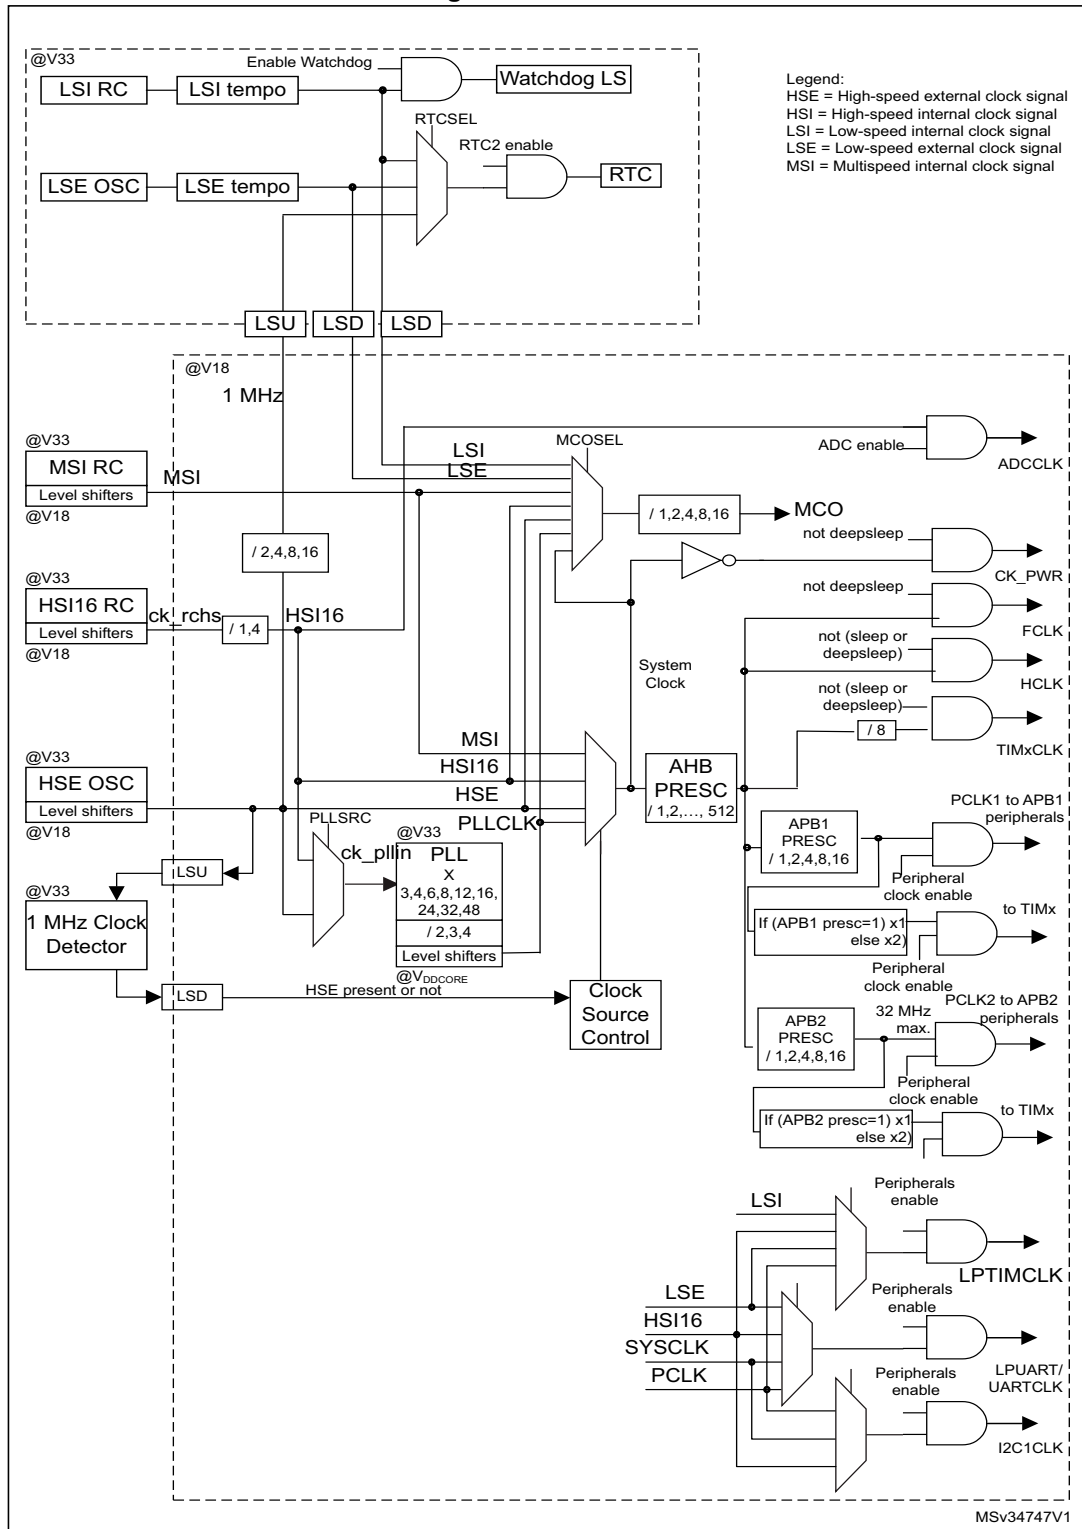 @V33
Enable Watchdog
LSI RC
LSI tempo
Watchdog LS
Legend:
HSE = High-speed external clock signal
HSI = High-speed internal clock signal
LSI = Low-speed internal clock signal
LSE = Low-speed external clock signal
MSI = Multispeed internal clock signal
RTCSEL
RTC2 enable
LSE OSC
LSE tempo
RTC
LSU
LSD
LSD
@V18
1 MHz
@V33
MSI RC
Level shifters
@V18
MSI
LSI
LSE
MCOSEL
ADC enable
ADCCLK
/ 1,2,4,8,16
MCO
/ 2,4,8,16
not deepsleep
CK_PWR
@V33
HSI16 RC
Level shifters
@V18
ck_rchs
/ 1,4
HSI16
not deepsleep
FCLK
System
Clock
not (sleep or
deepsleep)
HCLK
not (sleep or
deepsleep)
/ 8
TIMxCLK
@V33
HSE OSC
Level shifters
@V18
MSI
HSI16
HSE
PLLCLK
AHB
PRESC
/ 1,2,..., 512
PLLSRC
ck_pllin
@V33
PLL
X
3,4,6,8,12,16,
24,32,48
/ 2,3,4
Level shifters
@VDDCORE
PCLK1 to APB1
peripherals
APB1
PRESC
/ 1,2,4,8,16
Peripheral
clock enable
LSU
@V33
1 MHz Clock
Detector
LSD
HSE present or not
Clock
Source
Control
If (APB1 presc=1) x1
else x2)
to TIMx
Peripheral
clock enable
PCLK2 to APB2
peripherals
32 MHz
max.
APB2
PRESC
/ 1,2,4,8,16
Peripheral
clock enable
If (APB2 presc=1) x1
else x2)
to TIMx
LSI
Peripherals
enable
LPTIMCLK
LSE
HSI16
SYSCLK
PCLK
Peripherals
enable
LPUART/
UARTCLK
Peripherals
enable
I2C1CLK
MSv34747V1